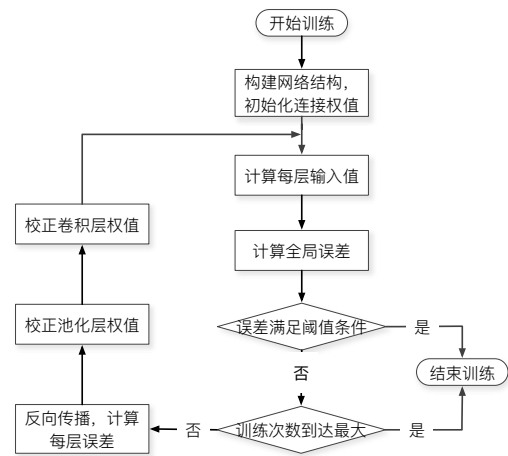 开始训练
构建网络结构，
初始化连接权值
计算每层输入值
校正卷积层权值
计算全局误差
校正池化层权值
误差满足阈值条件
是
否
结束训练
反向传播，计算
每层误差
否
训练次数到达最大
是